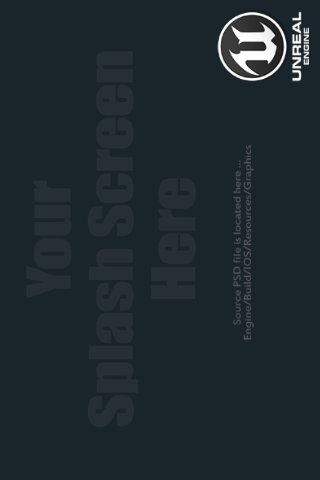 Your
Splash Screen
Here
Source PSD file is located here ...
Engine/Build/IOS/Resources/Graphics
UNREAL
ENGINE